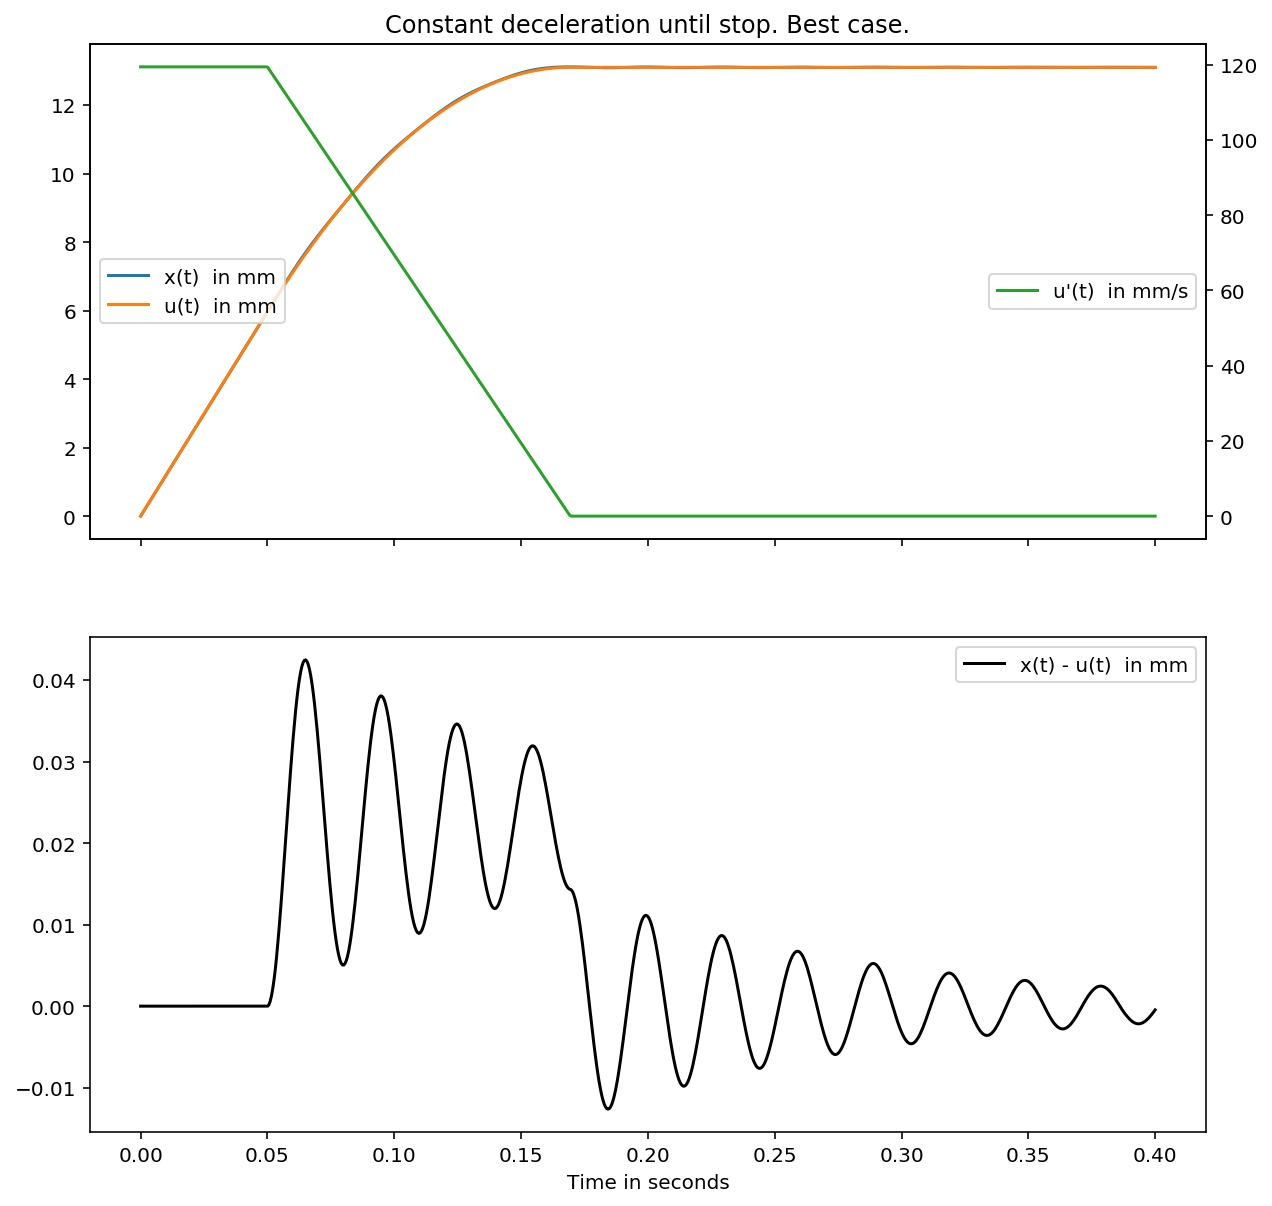 Constant deceleration until stop. Best case.
12
10
8
6
4
2
0
x(t)  in mm
u(t)  in mm
u'(t)  in mm/s
120
100
80
60
40
20
0
x(t) - u(t)  in mm
0.04
0.03
0.02
0.01
0.00
−0.01
0.00 0.05 0.10 0.15 0.20 0.25 0.30 0.35 0.40
Time in seconds